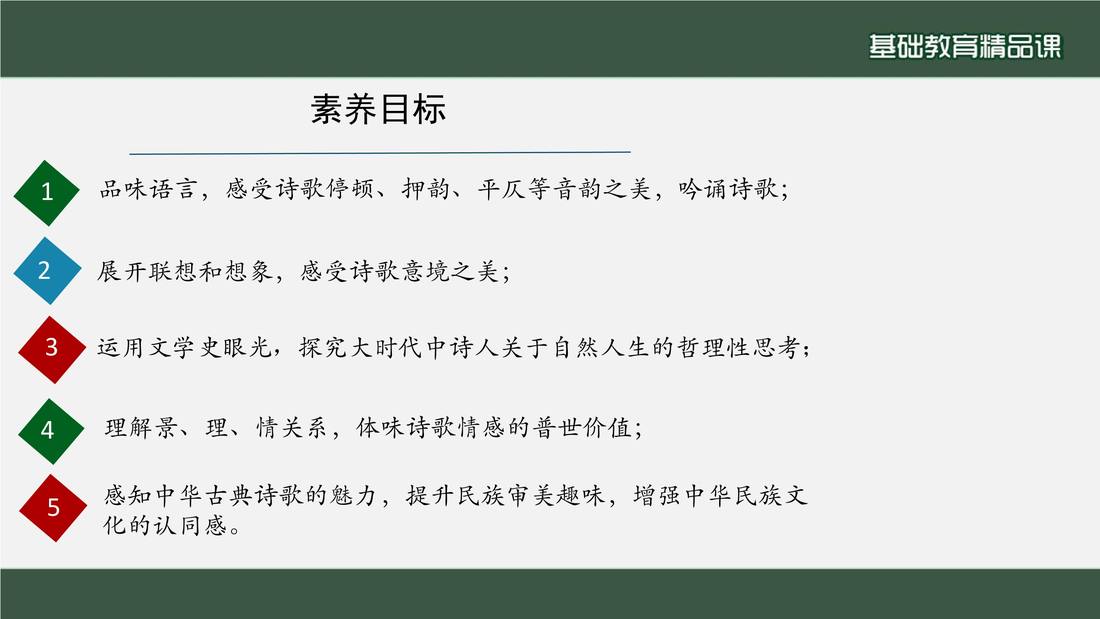 基础教育精品课
素养目标
1 品味语言，感受诗歌停顿、押韵、平仄等音韵之美，吟诵诗歌；
2 展开联想和想象，感受诗歌意境之美；
3 运用文学史眼光，探究大时代中诗人关于自然人生的哲理性思考；
4 理解景、理、情关系，体味诗歌情感的普世价值；
5 感知中华古典诗歌的魅力，提升民族审美趣味，增强中华民族文
化的认同感。